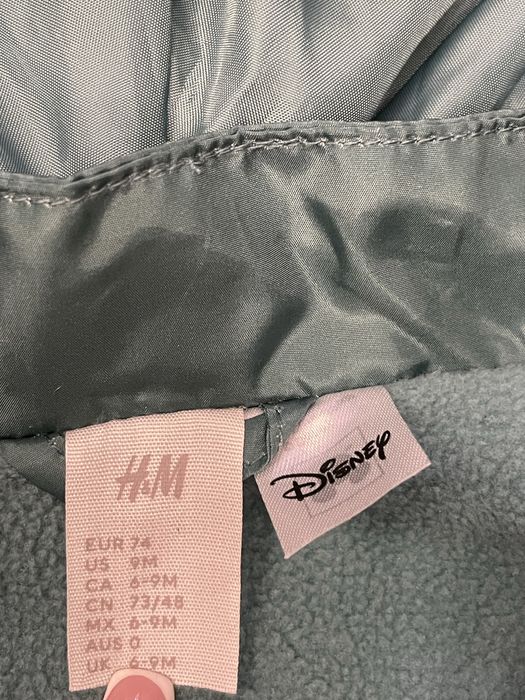 H&M
EUR 74
US 9M
CA 6-9M
CN 73/48
MX 6-9M
AUS 0
UK 6-9M
Disney